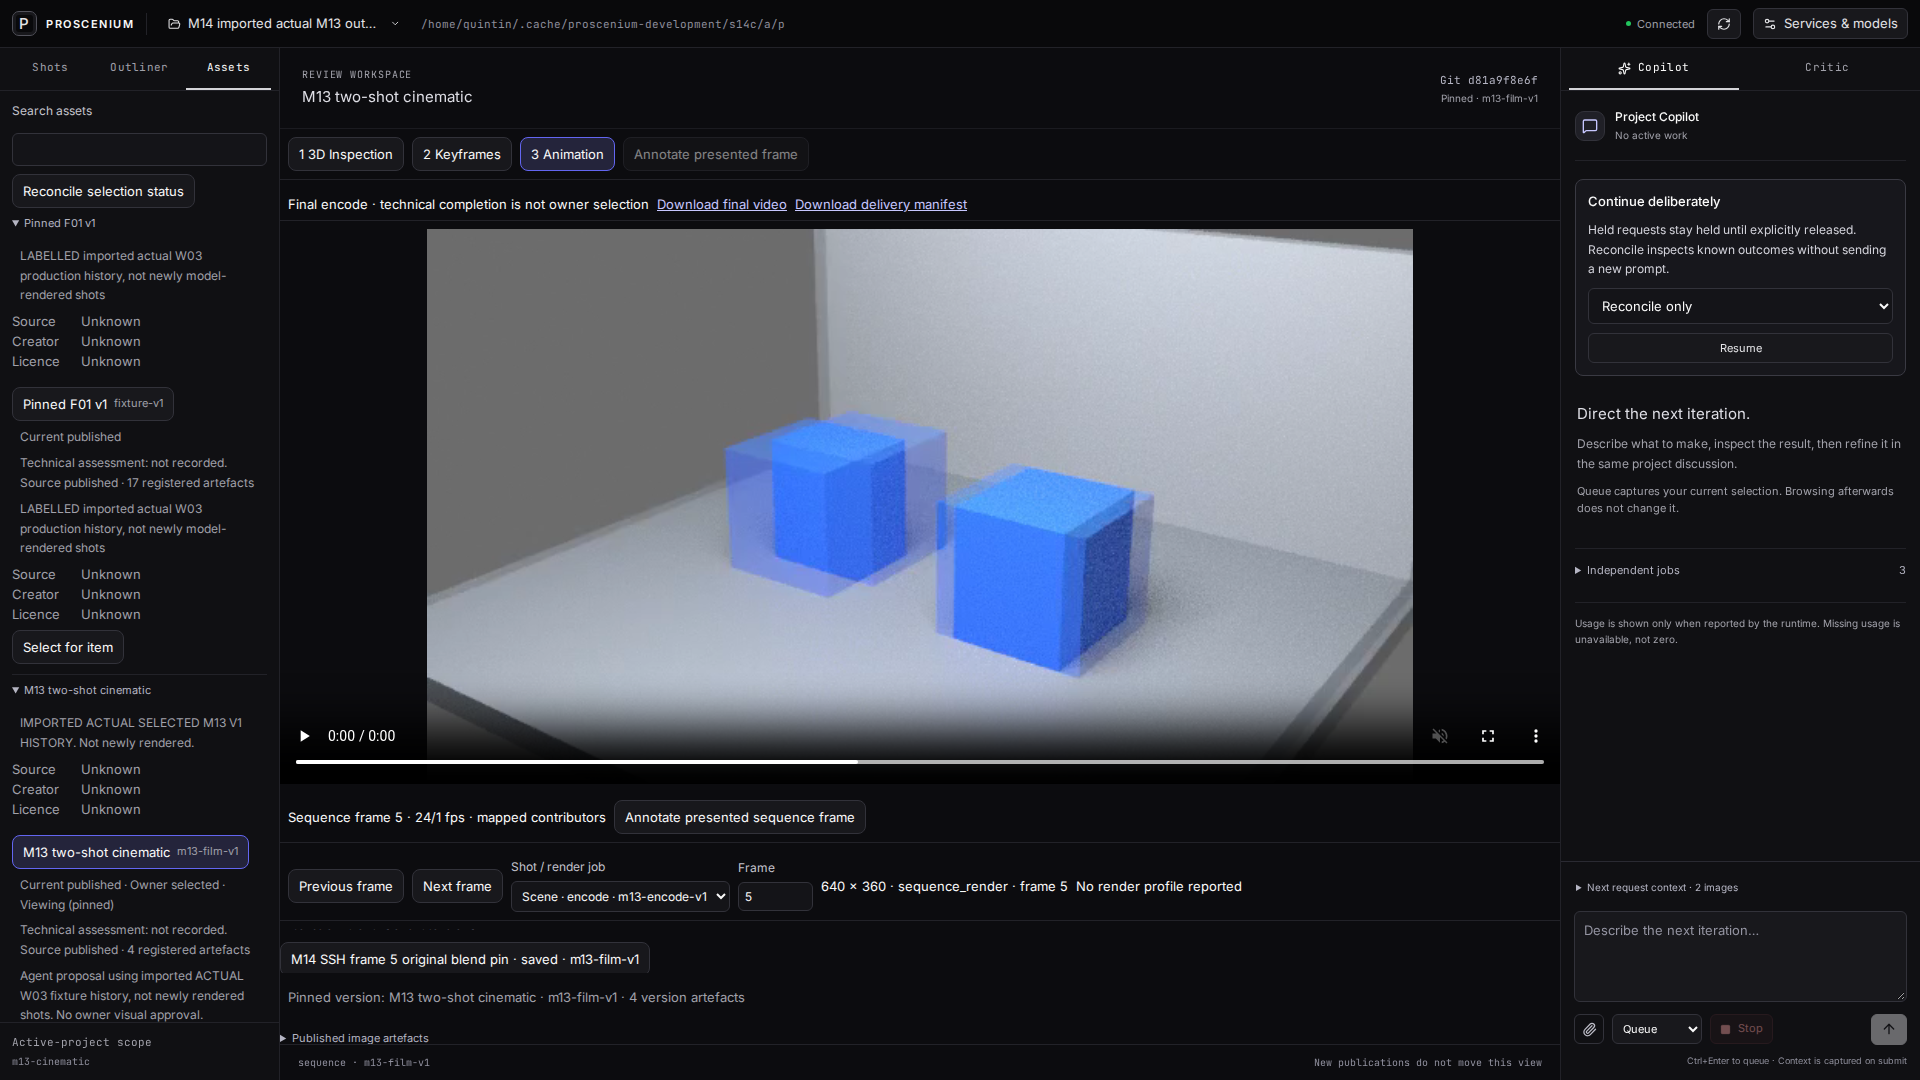 P PROSCENIUM
M14 imported actual M13 out...
/home/quintin/.cache/proscenium-development/s14c/a/p
Connected
Services & models
Shots
Outliner
Assets
Search assets
Reconcile selection status
Pinned F01 v1
LABELLED imported actual W03
production history, not newly model-
rendered shots
Source Unknown
Creator Unknown
Licence Unknown
Pinned F01 v1 fixture-v1
Current published
Technical assessment: not recorded.
Source published · 17 registered artefacts
LABELLED imported actual W03
production history, not newly model-
rendered shots
Source Unknown
Creator Unknown
Licence Unknown
Select for item
M13 two-shot cinematic
IMPORTED ACTUAL SELECTED M13 V1
HISTORY. Not newly rendered.
Source Unknown
Creator Unknown
Licence Unknown
M13 two-shot cinematic m13-film-v1
Current published · Owner selected ·
Viewing (pinned)
Technical assessment: not recorded.
Source published · 4 registered artefacts
Agent proposal using imported ACTUAL
W03 fixture history, not newly rendered
shots. No owner visual approval.
Active-project scope
m13-cinematic
REVIEW WORKSPACE
M13 two-shot cinematic
Git d81a9f8e6f
Pinned · m13-film-v1
1 3D Inspection
2 Keyframes
3 Animation
Annotate presented frame
Final encode · technical completion is not owner selection Download final video Download delivery manifest
0:00 / 0:00
Sequence frame 5 · 24/1 fps · mapped contributors
Annotate presented sequence frame
Previous frame
Next frame
Shot / render job
Scene · encode · m13-encode-v1
Frame
5
640 × 360 · sequence_render · frame 5 No render profile reported
M14 SSH frame 5 original blend pin · saved · m13-film-v1
Pinned version: M13 two-shot cinematic · m13-film-v1 · 4 version artefacts
Published image artefacts
sequence · m13-film-v1
New publications do not move this view
Copilot
Critic
Project Copilot
No active work
Continue deliberately
Held requests stay held until explicitly released.
Reconcile inspects known outcomes without sending
a new prompt.
Reconcile only
Resume
Direct the next iteration.
Describe what to make, inspect the result, then refine it in
the same project discussion.
Queue captures your current selection. Browsing afterwards
does not change it.
Independent jobs 3
Usage is shown only when reported by the runtime. Missing usage is
unavailable, not zero.
Next request context · 2 images
Describe the next iteration...
Queue
Stop
Ctrl+Enter to queue · Context is captured on submit